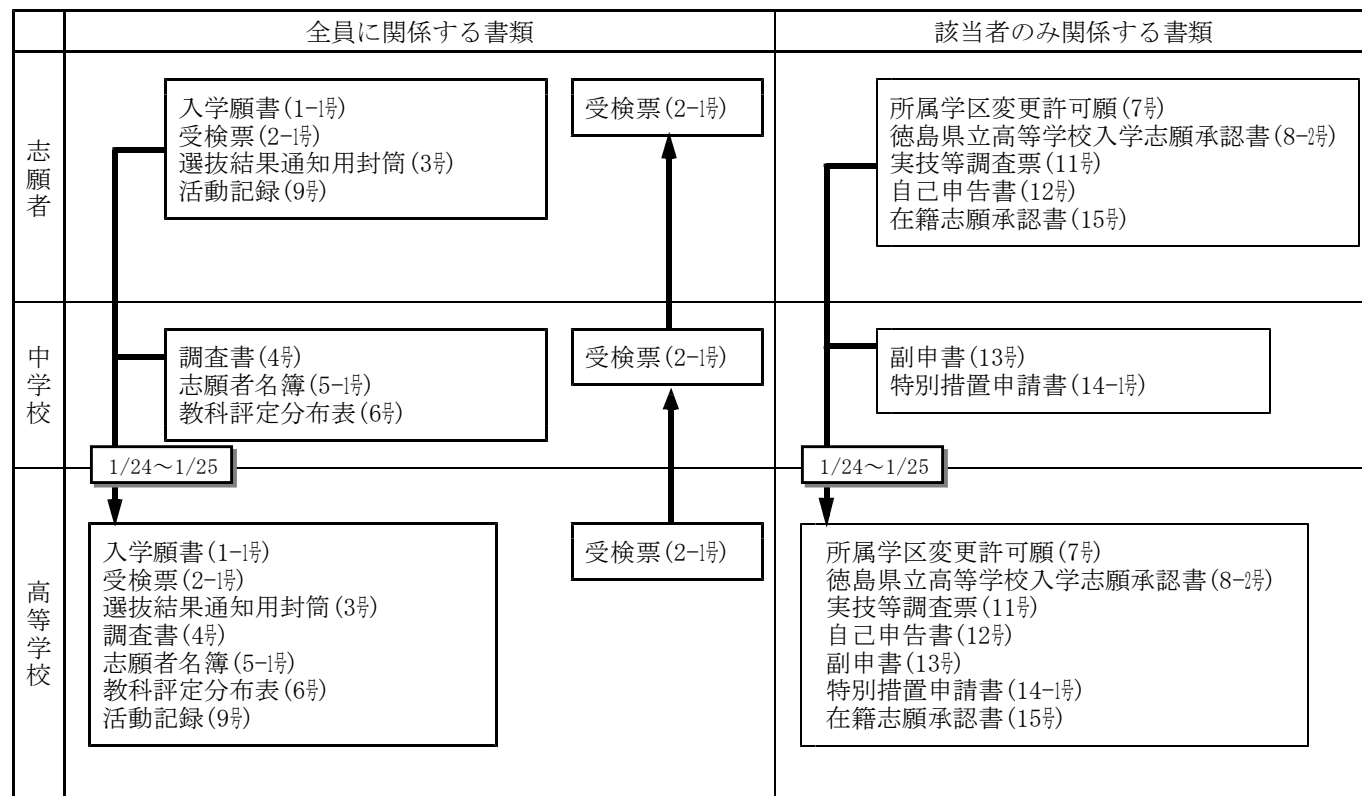 全員に関係する書類
該当者のみ関係する書類
志願者
入学願書(1-1号)
受検票(2-1号)
選抜結果通知用封筒(3号)
活動記録(9号)
受検票(2-1号)
所属学区変更許可願(7号)
徳島県立高等学校入学志願承認書(8-2号)
実技等調査票(11号)
自己申告書(12号)
在籍志願承認書(15号)
中学校
調査書(4号)
志願者名簿(5-1号)
教科評定分布表(6号)
受検票(2-1号)
副申書(13号)
特別措置申請書(14-1号)
1/24～1/25
1/24～1/25
高等学校
入学願書(1-1号)
受検票(2-1号)
選抜結果通知用封筒(3号)
調査書(4号)
志願者名簿(5-1号)
教科評定分布表(6号)
活動記録(9号)
受検票(2-1号)
所属学区変更許可願(7号)
徳島県立高等学校入学志願承認書(8-2号)
実技等調査票(11号)
自己申告書(12号)
副申書(13号)
特別措置申請書(14-1号)
在籍志願承認書(15号)